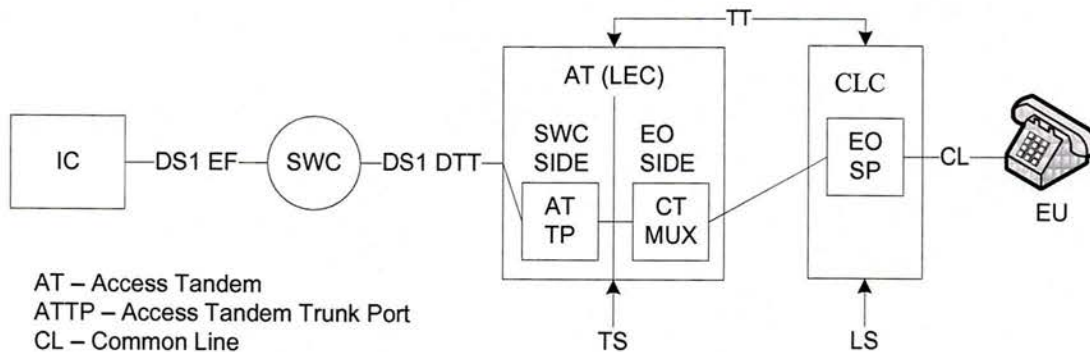 TT
AT (LEC)
CLC
SWC
SIDE
EO
SIDE
IC
DS1 EF
SWC
DS1 DTT
AT
TP
CT
MUX
EO
SP
CL
EU
AT – Access Tandem
ATTP – Access Tandem Trunk Port
CL – Common Line
TS
LS